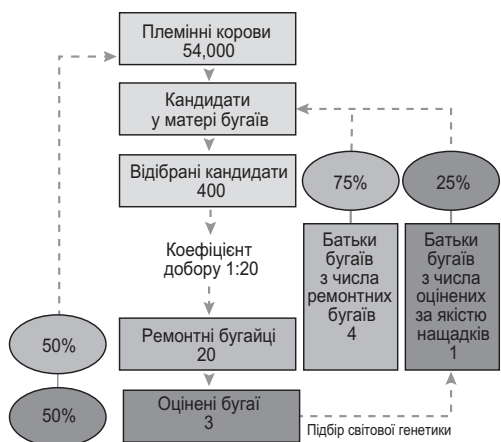 Племінні корови
54,000
Кандидати
у матері бугаїв
Відібрані кандидати
400
75%
25%
Коефіцієнт
добору 1:20
Батьки
бугаїв
з числа
ремонтних
бугаїв
4
Батьки
бугаїв
з числа
оцінених
за якістю
нащадків
1
50%
Ремонтні бугайці
20
50%
Оцінені бугаї
3
Підбір світової генетики